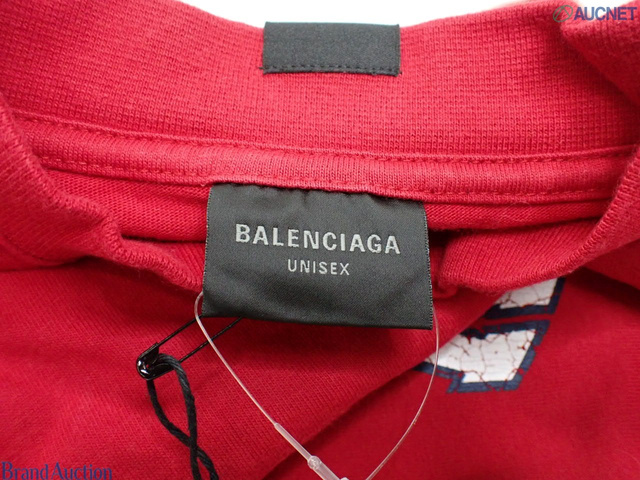 AUCNET
BALENCIAGA
UNISEX
Brand Auction